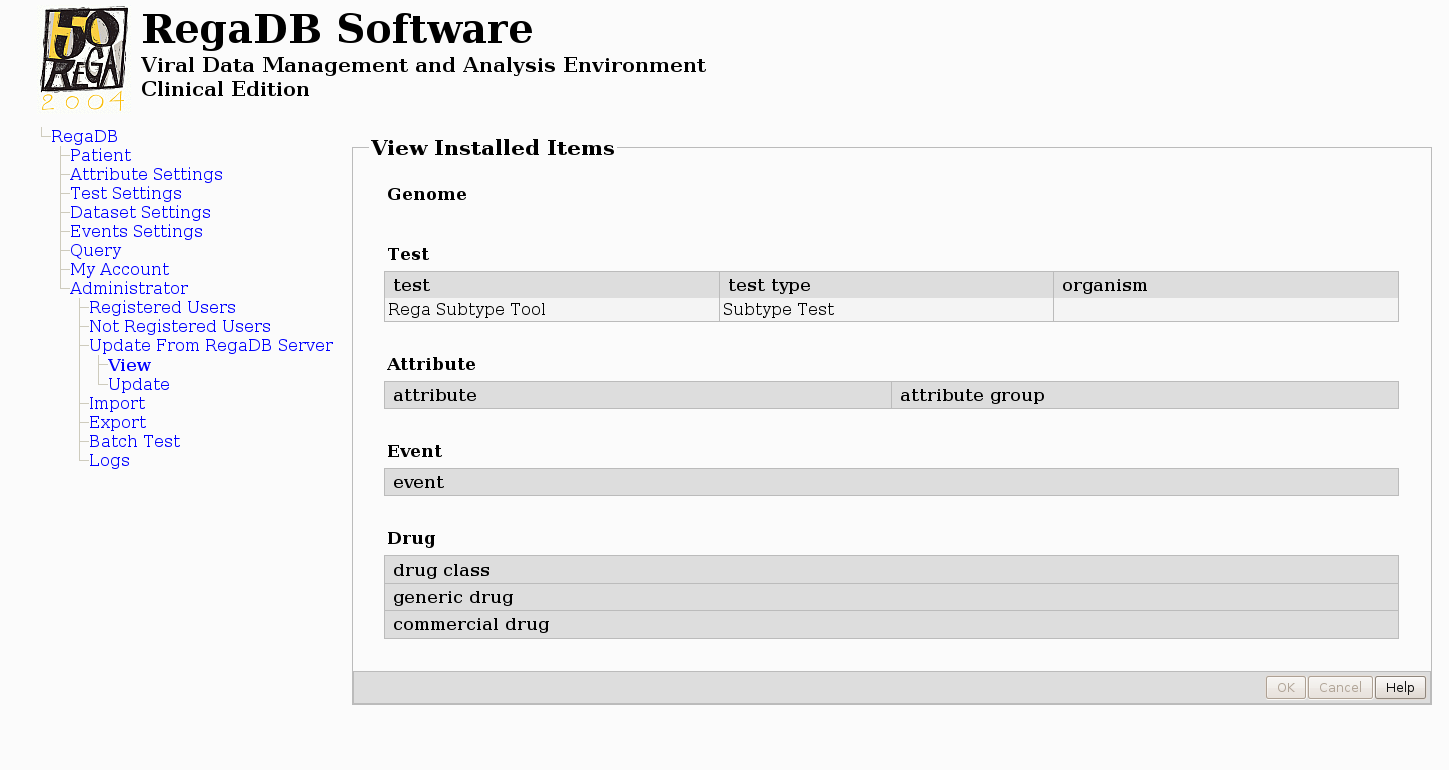 50
REGA
2004
RegaDB Software
Viral Data Management and Analysis Environment
Clinical Edition
RegaDB
Patient
Attribute Settings
Test Settings
Dataset Settings
Events Settings
Query
My Account
Administrator
Registered Users
Not Registered Users
Update From RegaDB Server
View
Update
Import
Export
Batch Test
Logs
View Installed Items
Genome
Test
test test type organism
Rega Subtype Tool Subtype Test
Attribute
attribute attribute group
Event
event
Drug
drug class
generic drug
commercial drug
OK Cancel Help